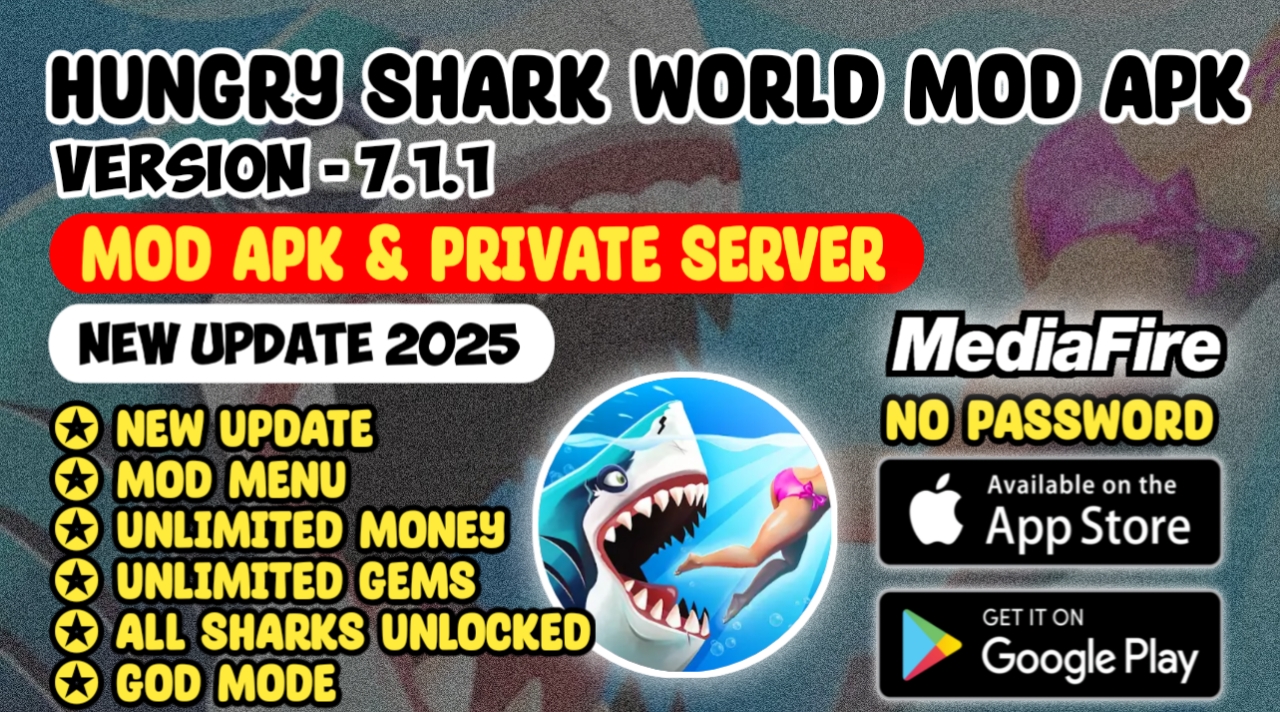 HUNGRY SHARK WORLD MOD APK
VERSION - 7.1.1
MOD APK & PRIVATE SERVER
NEW UPDATE 2025
NEW UPDATE
MOD MENU
UNLIMITED MONEY
UNLIMITED GEMS
ALL SHARKS UNLOCKED
GOD MODE
MediaFire
NO PASSWORD
Available on the
App Store
GET IT ON
Google Play